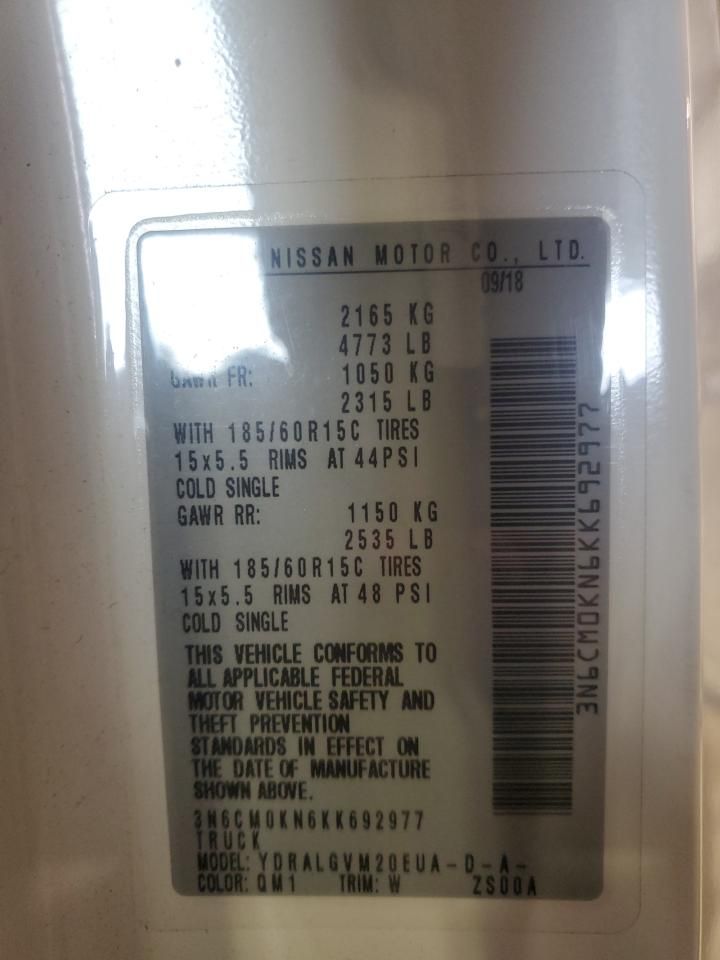 NISSAN MOTOR CO., LTD.
09/18
2165 KG
4773 LB
GAWR FR: 1050 KG
2315 LB
WITH 185/60R15C TIRES
15x5.5 RIMS AT 44PSI
COLD SINGLE
GAWR RR: 1150 KG
2535 LB
WITH 185/60R15C TIRES
15x5.5 RIMS AT 48 PSI
COLD SINGLE
THIS VEHICLE CONFORMS TO
ALL APPLICABLE FEDERAL
MOTOR VEHICLE SAFETY AND
THEFT PREVENTION
STANDARDS IN EFFECT ON
THE DATE OF MANUFACTURE
SHOWN ABOVE.
3N6CM0KN6KK692977
TRUCK
MODEL: YDRALGVM20EUA-D-A-
COLOR: QM1 TRIM: W ZS00A
3N6CM0KN6KK692977